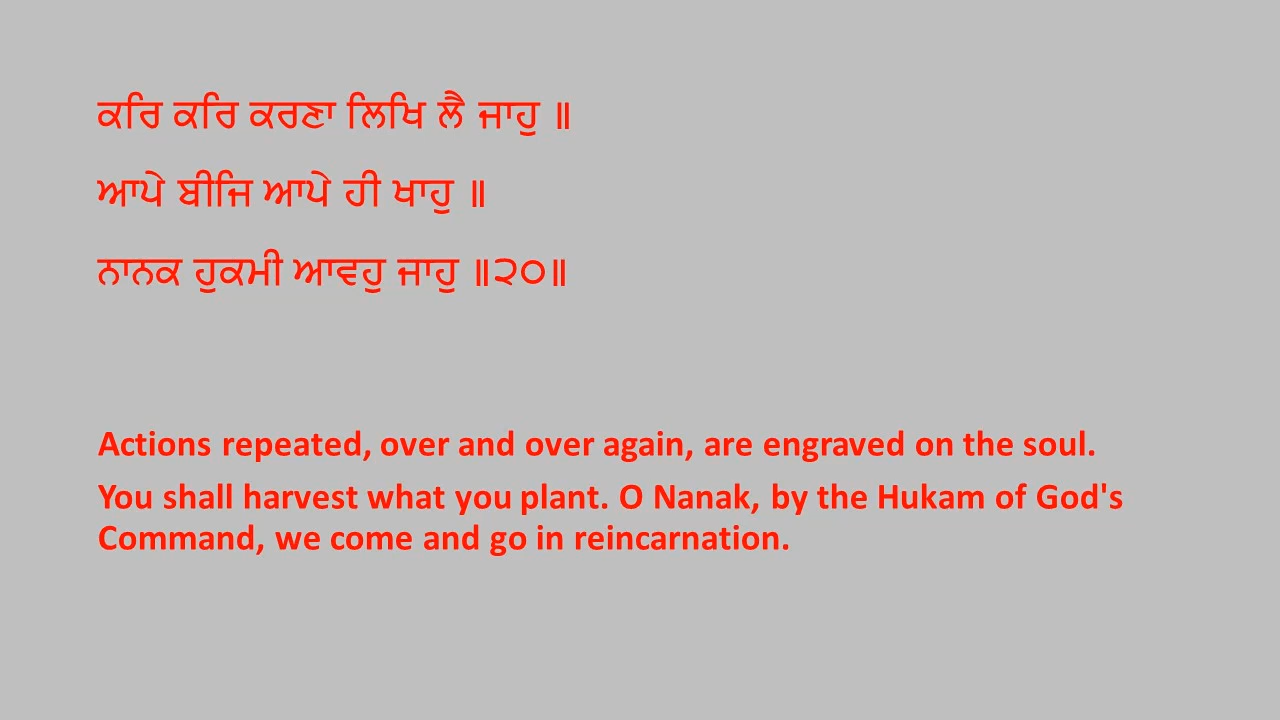 ਕਰਿ ਕਰਿ ਕਰਣਾ ਲਿਖਿ ਲੈ ਜਾਹੁ ॥
ਆਪੇ ਬੀਜਿ ਆਪੇ ਹੀ ਖਾਹੁ ॥
ਨਾਨਕ ਹੁਕਮੀ ਆਵਹੁ ਜਾਹੁ ॥੨੦॥
Actions repeated, over and over again, are engraved on the soul.
You shall harvest what you plant. O Nanak, by the Hukam of God's
Command, we come and go in reincarnation.